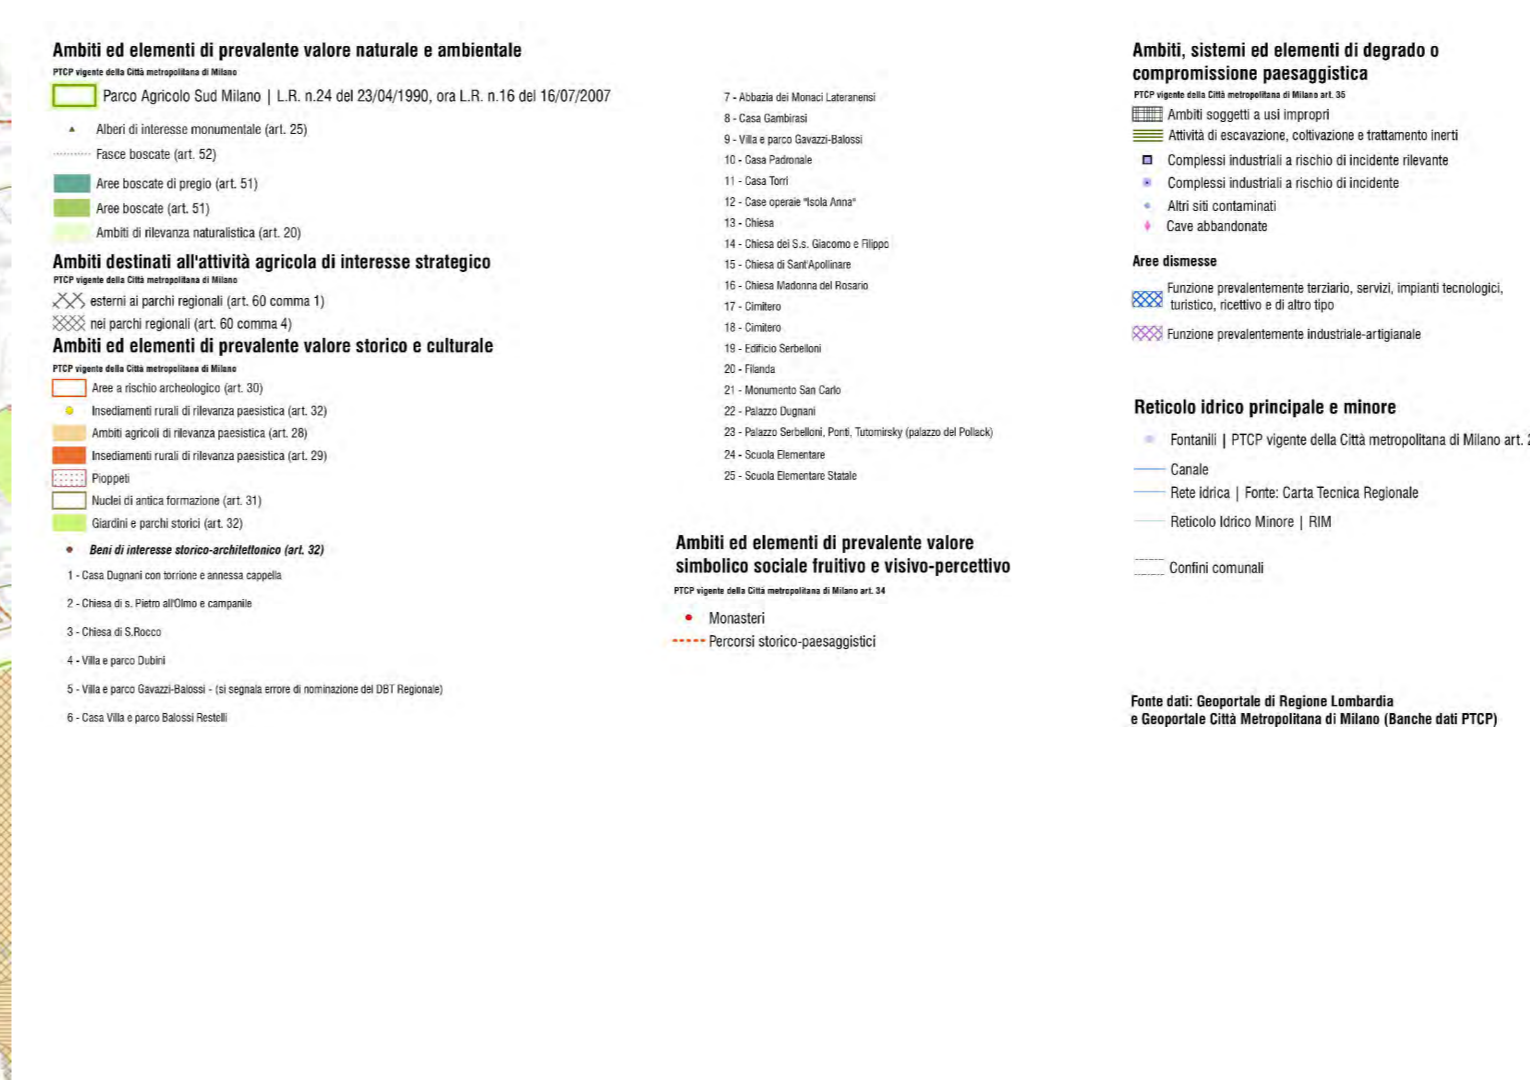 Ambiti ed elementi di prevalente valore naturale e ambientale
PTCP vigente della Città metropolitana di Milano
Parco Agricolo Sud Milano | L.R. n.24 del 23/04/1990, ora L.R. n.16 del 16/07/2007
Alberi di interesse monumentale (art. 25)
Fasce boscate (art. 52)
Aree boscate di pregio (art. 51)
Aree boscate (art. 51)
Ambiti di rilevanza naturalistica (art. 20)
Ambiti destinati all'attività agricola di interesse strategico
PTCP vigente della Città metropolitana di Milano
esterni ai parchi regionali (art. 60 comma 1)
nei parchi regionali (art. 60 comma 4)
Ambiti ed elementi di prevalente valore storico e culturale
PTCP vigente della Città metropolitana di Milano
Aree a rischio archeologico (art. 30)
Insediamenti rurali di rilevanza paesistica (art. 32)
Ambiti agricoli di rilevanza paesistica (art. 28)
Insediamenti rurali di rilevanza paesistica (art. 29)
Pioppeti
Nuclei di antica formazione (art. 31)
Giardini e parchi storici (art. 32)
Beni di interesse storico-architettonico (art. 32)
1 - Casa Dugnani con torrione e annessa cappella
2 - Chiesa di s. Pietro all'Olmo e campanile
3 - Chiesa di S.Rocco
4 - Villa e parco Dubini
5 - Villa e parco Gavazzi-Balossi - (si segnala errore di nominazione del DBT Regionale)
6 - Casa Villa e parco Balossi Restelli
7 - Abbazia dei Monaci Lateranensi
8 - Casa Gambirasi
9 - Villa e parco Gavazzi-Balossi
10 - Casa Padronale
11 - Casa Torri
12 - Case operaie "Isola Anna"
13 - Chiesa
14 - Chiesa dei S.s. Giacomo e Filippo
15 - Chiesa di Sant'Apollinare
16 - Chiesa Madonna del Rosario
17 - Cimitero
18 - Cimitero
19 - Edificio Serbelloni
20 - Filanda
21 - Monumento San Carlo
22 - Palazzo Dugnani
23 - Palazzo Serbelloni, Ponti, Tutomirsky (palazzo del Pollack)
24 - Scuola Elementare
25 - Scuola Elementare Statale
Ambiti ed elementi di prevalente valore
simbolico sociale fruitivo e visivo-percettivo
PTCP vigente della Città metropolitana di Milano art. 34
Monasteri
Percorsi storico-paesaggistici
Ambiti, sistemi ed elementi di degrado o
compromissione paesaggistica
PTCP vigente della Città metropolitana di Milano art. 35
Ambiti soggetti a usi impropri
Attività di escavazione, coltivazione e trattamento inerti
Complessi industriali a rischio di incidente rilevante
Complessi industriali a rischio di incidente
Altri siti contaminati
Cave abbandonate
Aree dismesse
Funzione prevalentemente terziario, servizi, impianti tecnologici,
turistico, ricettivo e di altro tipo
Funzione prevalentemente industriale-artigianale
Reticolo idrico principale e minore
Fontanili | PTCP vigente della Città metropolitana di Milano art.
Canale
Rete idrica | Fonte: Carta Tecnica Regionale
Reticolo Idrico Minore | RIM
Confini comunali
Fonte dati: Geoportale di Regione Lombardia
e Geoportale Città Metropolitana di Milano (Banche dati PTCP)